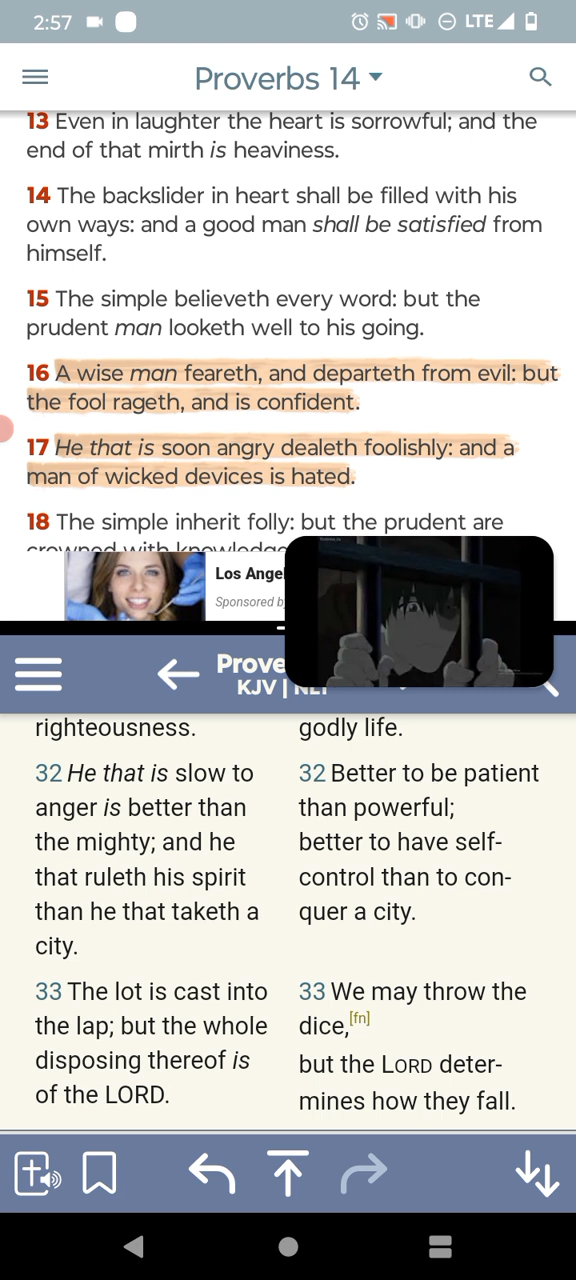 2:57
LTE
Proverbs 14
13 Even in laughter the heart is sorrowful; and the
end of that mirth is heaviness.
14 The backslider in heart shall be filled with his
own ways: and a good man shall be satisfied from
himself.
15 The simple believeth every word: but the
prudent man looketh well to his going.
16 A wise man feareth, and departeth from evil: but
the fool rageth, and is confident.
17 He that is soon angry dealeth foolishly: and a
man of wicked devices is hated.
18 The simple inherit folly: but the prudent are
crowned with knowledge
Los Angel
Sponsored b
Prove
KJV | NLT
righteousness.
32 He that is slow to
anger is better than
the mighty; and he
that ruleth his spirit
than he that taketh a
city.
33 The lot is cast into
the lap; but the whole
disposing thereof is
of the LORD.
godly life.
32 Better to be patient
than powerful;
better to have self-
control than to con-
quer a city.
33 We may throw the
dice,[fn]
but the LORD deter-
mines how they fall.